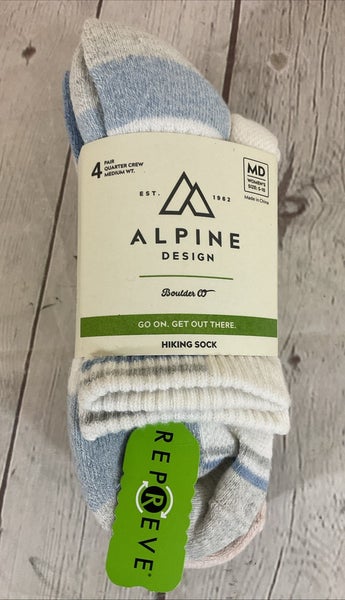 4 PAIR
QUARTER CREW
MEDIUM WT.
MD
WOMEN'S
SIZE: 5-10
Made in China
EST. 1962
ALPINE
DESIGN
Boulder CO
GO ON. GET OUT THERE.
HIKING SOCK
REPREVE®